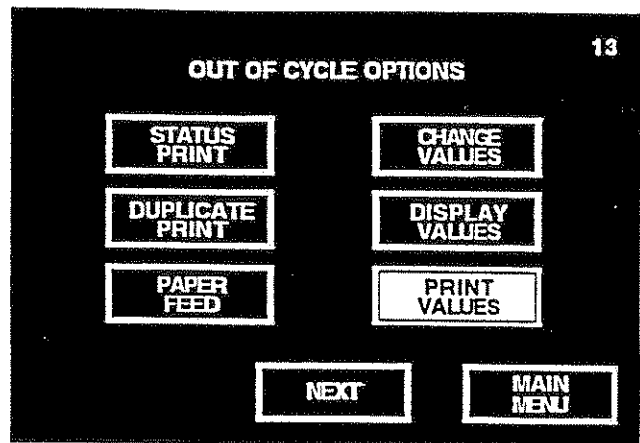 13
OUT OF CYCLE OPTIONS
STATUS
PRINT
CHANGE
VALUES
DUPLICATE
PRINT
DISPLAY
VALUES
PAPER
FEED
PRINT
VALUES
NEXT
MAIN
MENU